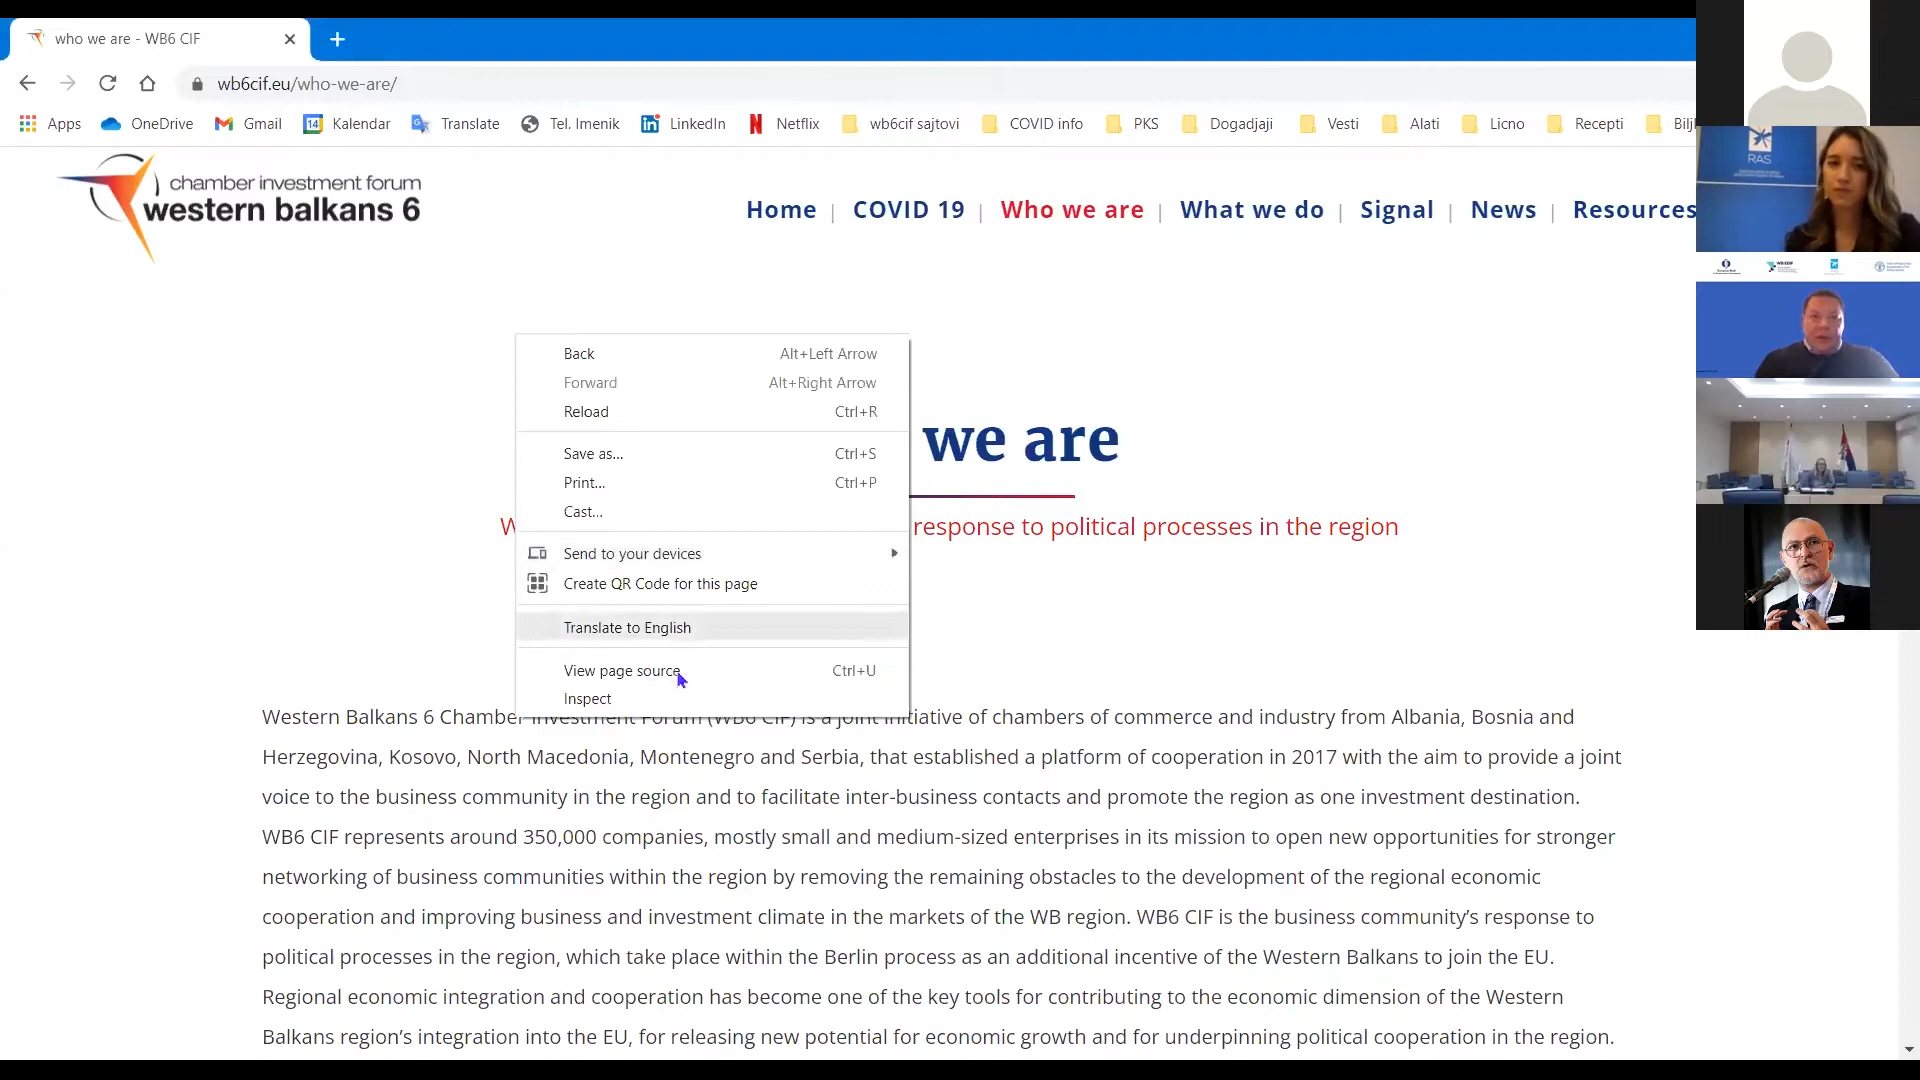 who we are - WB6 CIF
wb6cif.eu/who-we-are/
Apps OneDrive Gmail 14 Kalendar Translate Tel. Imenik LinkedIn Netflix wb6cif sajtovi COVID info PKS Dogadjaji Vesti Alati Licno Recepti
chamber investment forum
western balkans 6
Home | COVID 19 | Who we are | What we do | Signal | News | Resources
RAS
Back Alt+Left Arrow
Forward Alt+Right Arrow
Reload Ctrl+R
Save as... Ctrl+S
Print... Ctrl+P
Cast...
Send to your devices
Create QR Code for this page
Translate to English
View page source Ctrl+U
Inspect
we are
response to political processes in the region
Western Balkans 6 Chamber Investment Forum (WB6 CIF) is a joint initiative of chambers of commerce and industry from Albania, Bosnia and
Herzegovina, Kosovo, North Macedonia, Montenegro and Serbia, that established a platform of cooperation in 2017 with the aim to provide a joint
voice to the business community in the region and to facilitate inter-business contacts and promote the region as one investment destination.
WB6 CIF represents around 350,000 companies, mostly small and medium-sized enterprises in its mission to open new opportunities for stronger
networking of business communities within the region by removing the remaining obstacles to the development of the regional economic
cooperation and improving business and investment climate in the markets of the WB region. WB6 CIF is the business community’s response to
political processes in the region, which take place within the Berlin process as an additional incentive of the Western Balkans to join the EU.
Regional economic integration and cooperation has become one of the key tools for contributing to the economic dimension of the Western
Balkans region’s integration into the EU, for releasing new potential for economic growth and for underpinning political cooperation in the region.